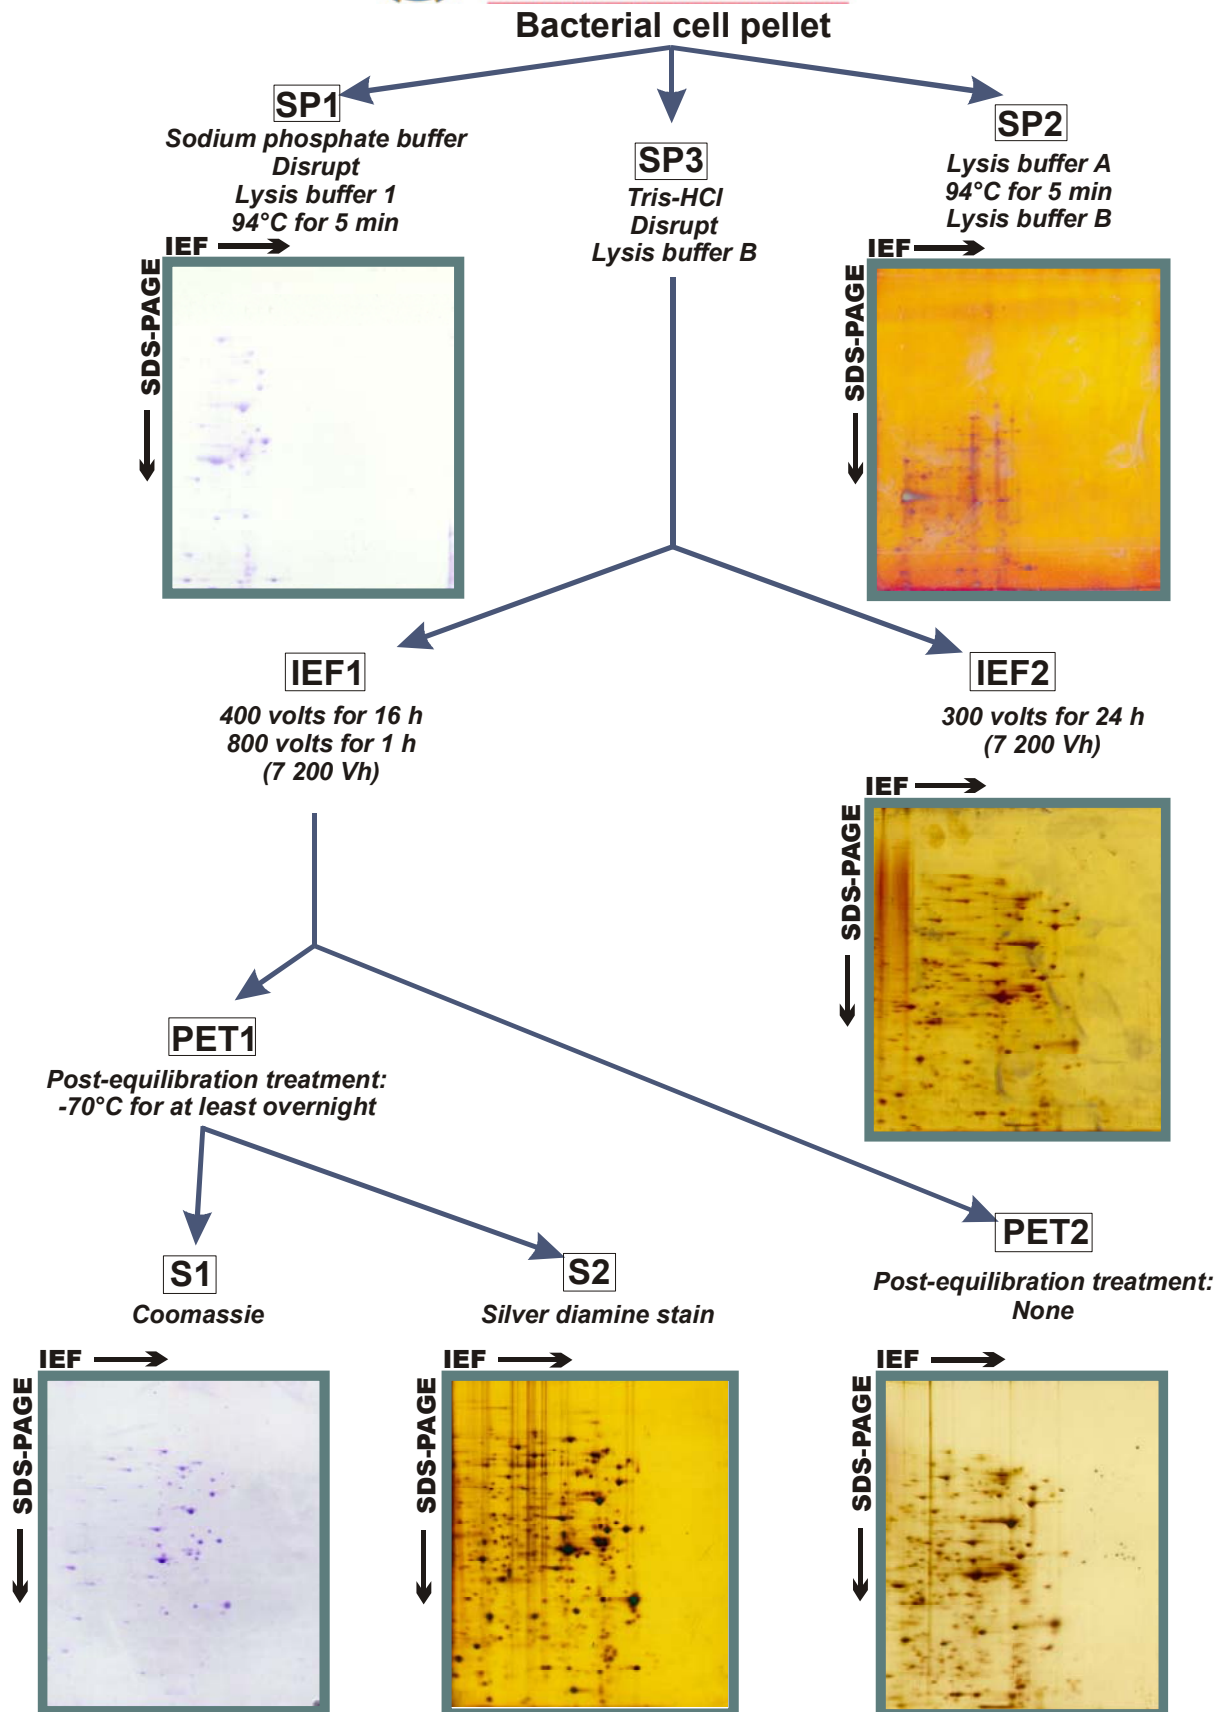 Bacterial cell pellet
SP1
Sodium phosphate buffer
Disrupt
Lysis buffer 1
94°C for 5 min
IEF
SDS-PAGE
SP3
Tris-HCl
Disrupt
Lysis buffer B
SP2
Lysis buffer A
94°C for 5 min
Lysis buffer B
IEF
SDS-PAGE
IEF1
400 volts for 16 h
800 volts for 1 h
(7 200 Vh)
IEF2
300 volts for 24 h
(7 200 Vh)
IEF
SDS-PAGE
PET1
Post-equilibration treatment:
-70°C for at least overnight
S1
Coomassie
IEF
SDS-PAGE
S2
Silver diamine stain
IEF
SDS-PAGE
PET2
Post-equilibration treatment:
None
IEF
SDS-PAGE